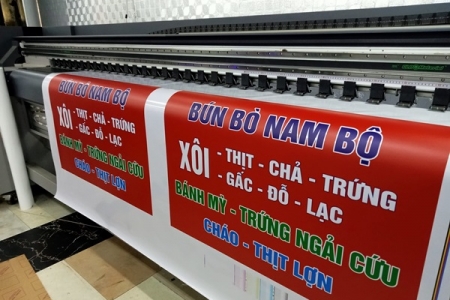 BÚN BÒ NAM BỘ
XÔI - THỊT - CHẢ - TRỨNG
- GẤC - ĐỖ - LẠC
BÁNH MỲ - TRỨNG NGẢI CỨU
CHÁO - THỊT LỢN
BÚN BÒ NAM BỘ
XÔI - THỊT - CHẢ - TRỨNG
- GẤC - ĐỖ - LẠC
BÁNH MỲ - TRỨNG NGẢI CỨU
CHÁO - THỊT LỢN